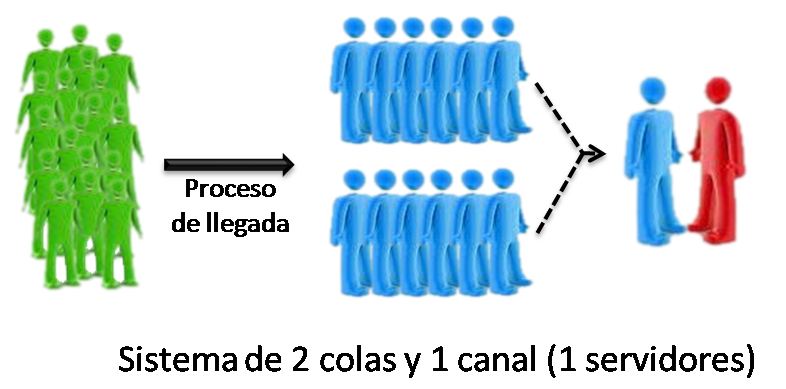 Proceso
de llegada
Sistema de 2 colas y 1 canal (1 servidores)